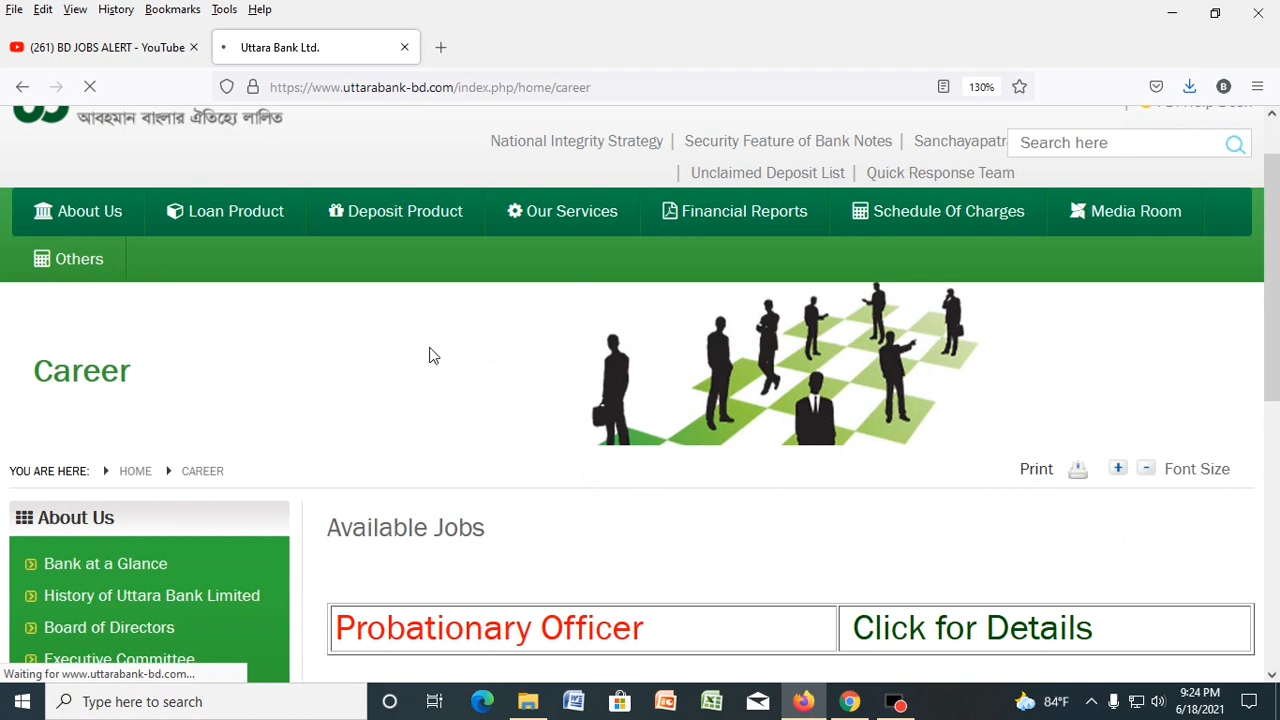 File Edit View History Bookmarks Tools Help
(261) BD JOBS ALERT - YouTube
Uttara Bank Ltd.
https://www.uttarabank-bd.com/index.php/home/career
130%
B
আবহমান বাংলার ঐতিহ্যে লালিত
National Integrity Strategy | Security Feature of Bank Notes | Sanchayapatr
Search here
| Unclaimed Deposit List | Quick Response Team
About Us Loan Product Deposit Product Our Services Financial Reports Schedule Of Charges Media Room
Others
Career
YOU ARE HERE: HOME CAREER
Print + - Font Size
About Us
Available Jobs
Bank at a Glance
History of Uttara Bank Limited
Probationary Officer Click for Details
Board of Directors
Executive Committee
Waiting for www.uttarabank-bd.com...
Type here to search
84°F
9:24 PM
6/18/2021